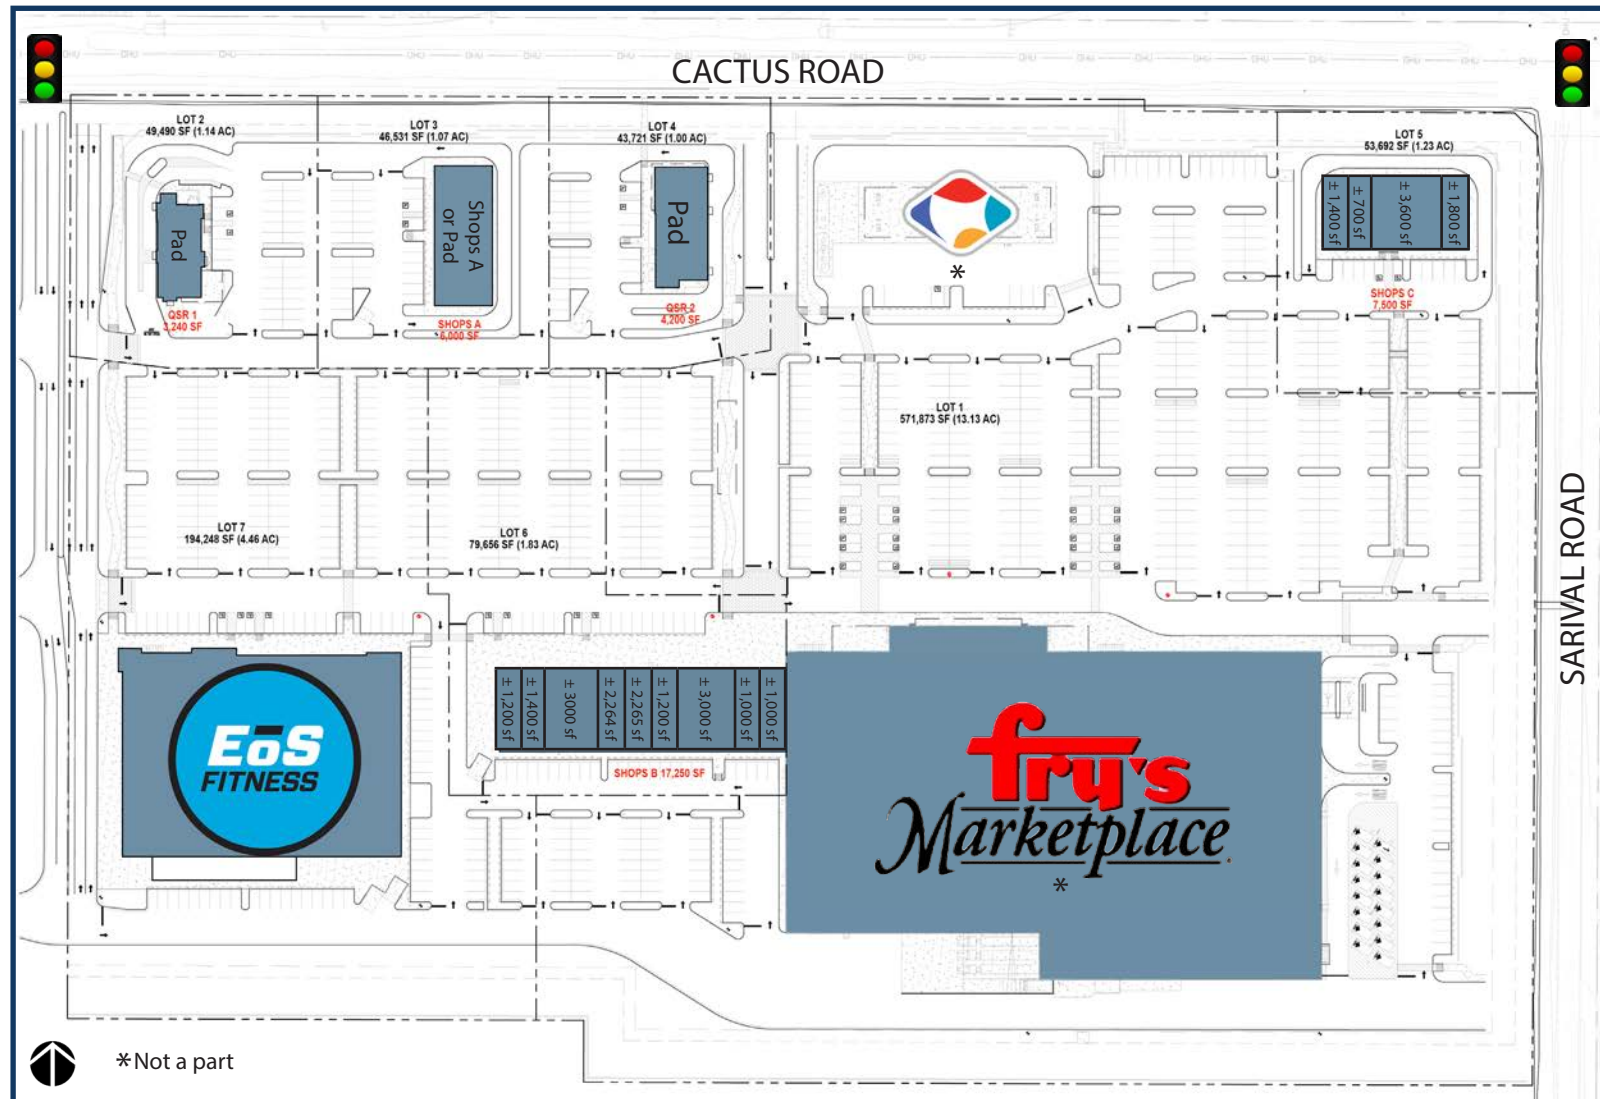 CACTUS ROAD
LOT 2
49,490 SF (1.14 AC)
LOT 3
46,531 SF (1.07 AC)
LOT 4
43,721 SF (1.00 AC)
LOT 5
53,692 SF (1.23 AC)
Pad
Shops A
or Pad
Pad
*
± 1,400 sf
± 700 sf
± 3,600 sf
± 1,800 sf
QSR 1
3,240 SF
SHOPS A
6,000 SF
QSR 2
4,200 SF
SHOPS C
7,500 SF
LOT 1
571,873 SF (13.13 AC)
LOT 7
194,248 SF (4.46 AC)
LOT 6
79,656 SF (1.83 AC)
SARIVAL ROAD
EōS
FITNESS
± 1,200 sf
± 1,400 sf
± 3000 sf
± 2,264 sf
± 2,265 sf
± 1,200 sf
± 3,000 sf
± 1,000 sf
± 1,000 sf
SHOPS B 17,250 SF
fry's
Marketplace
*
*Not a part